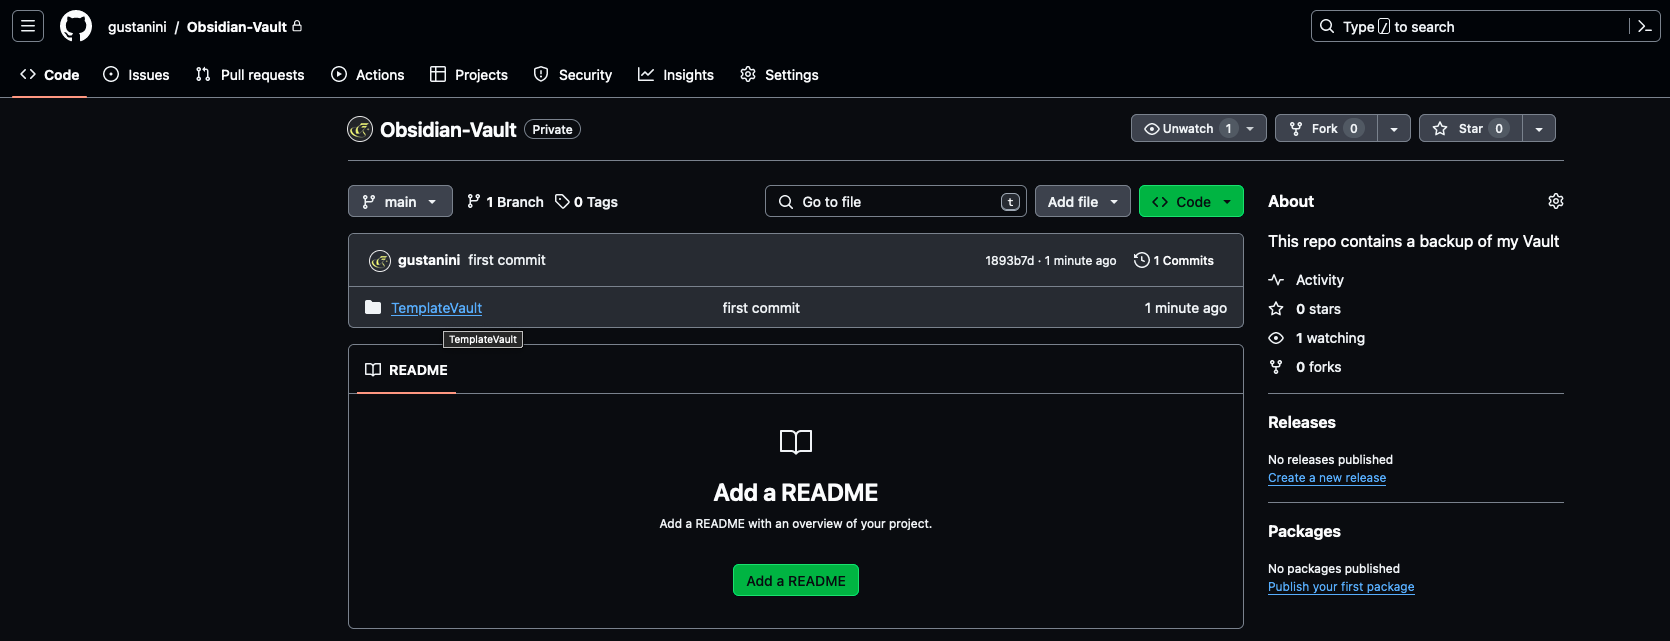 gustanini / Obsidian-Vault
Type / to search
Code Issues Pull requests Actions Projects Security Insights Settings
Obsidian-Vault Private
Unwatch 1 Fork 0 Star 0
main 1 Branch 0 Tags
Go to file t
Add file Code
gustanini first commit 1893b7d · 1 minute ago 1 Commits
TemplateVault first commit 1 minute ago
TemplateVault
README
Add a README
Add a README with an overview of your project.
Add a README
About
This repo contains a backup of my Vault
Activity
0 stars
1 watching
0 forks
Releases
No releases published
Create a new release
Packages
No packages published
Publish your first package